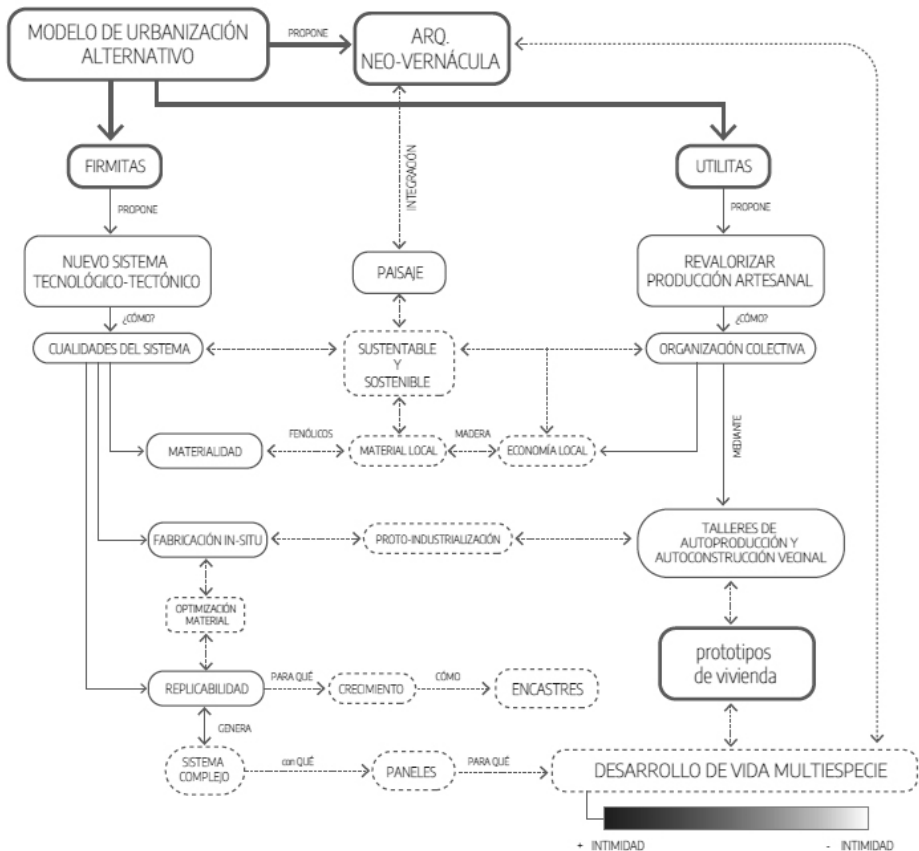 MODELO DE URBANIZACIÓN
ALTERNATIVO
PROPONE
ARQ.
NEO-VERNÁCULA
FIRMITAS
INTEGRACIÓN
UTILITAS
PROPONE
PROPONE
NUEVO SISTEMA
TECNOLÓGICO-TECTÓNICO
PAISAJE
REVALORIZAR
PRODUCCIÓN ARTESANAL
¿CÓMO?
¿CÓMO?
CUALIDADES DEL SISTEMA
SUSTENTABLE
Y
SOSTENIBLE
ORGANIZACIÓN COLECTIVA
MATERIALIDAD
FENÓLICOS
MATERIAL LOCAL
MADERA
ECONOMÍA LOCAL
MEDIANTE
FABRICACIÓN IN-SITU
PROTO-INDUSTRIALIZACIÓN
TALLERES DE
AUTOPRODUCCIÓN Y
AUTOCONSTRUCCIÓN VECINAL
OPTIMIZACIÓN
MATERIAL
prototipos
de vivienda
REPLICABILIDAD
PARA QUÉ
CRECIMIENTO
CÓMO
ENCASTRES
GENERA
SISTEMA
COMPLEJO
con QUÉ
PANELES
PARA QUÉ
DESARROLLO DE VIDA MULTIESPECIE
+ INTIMIDAD
- INTIMIDAD